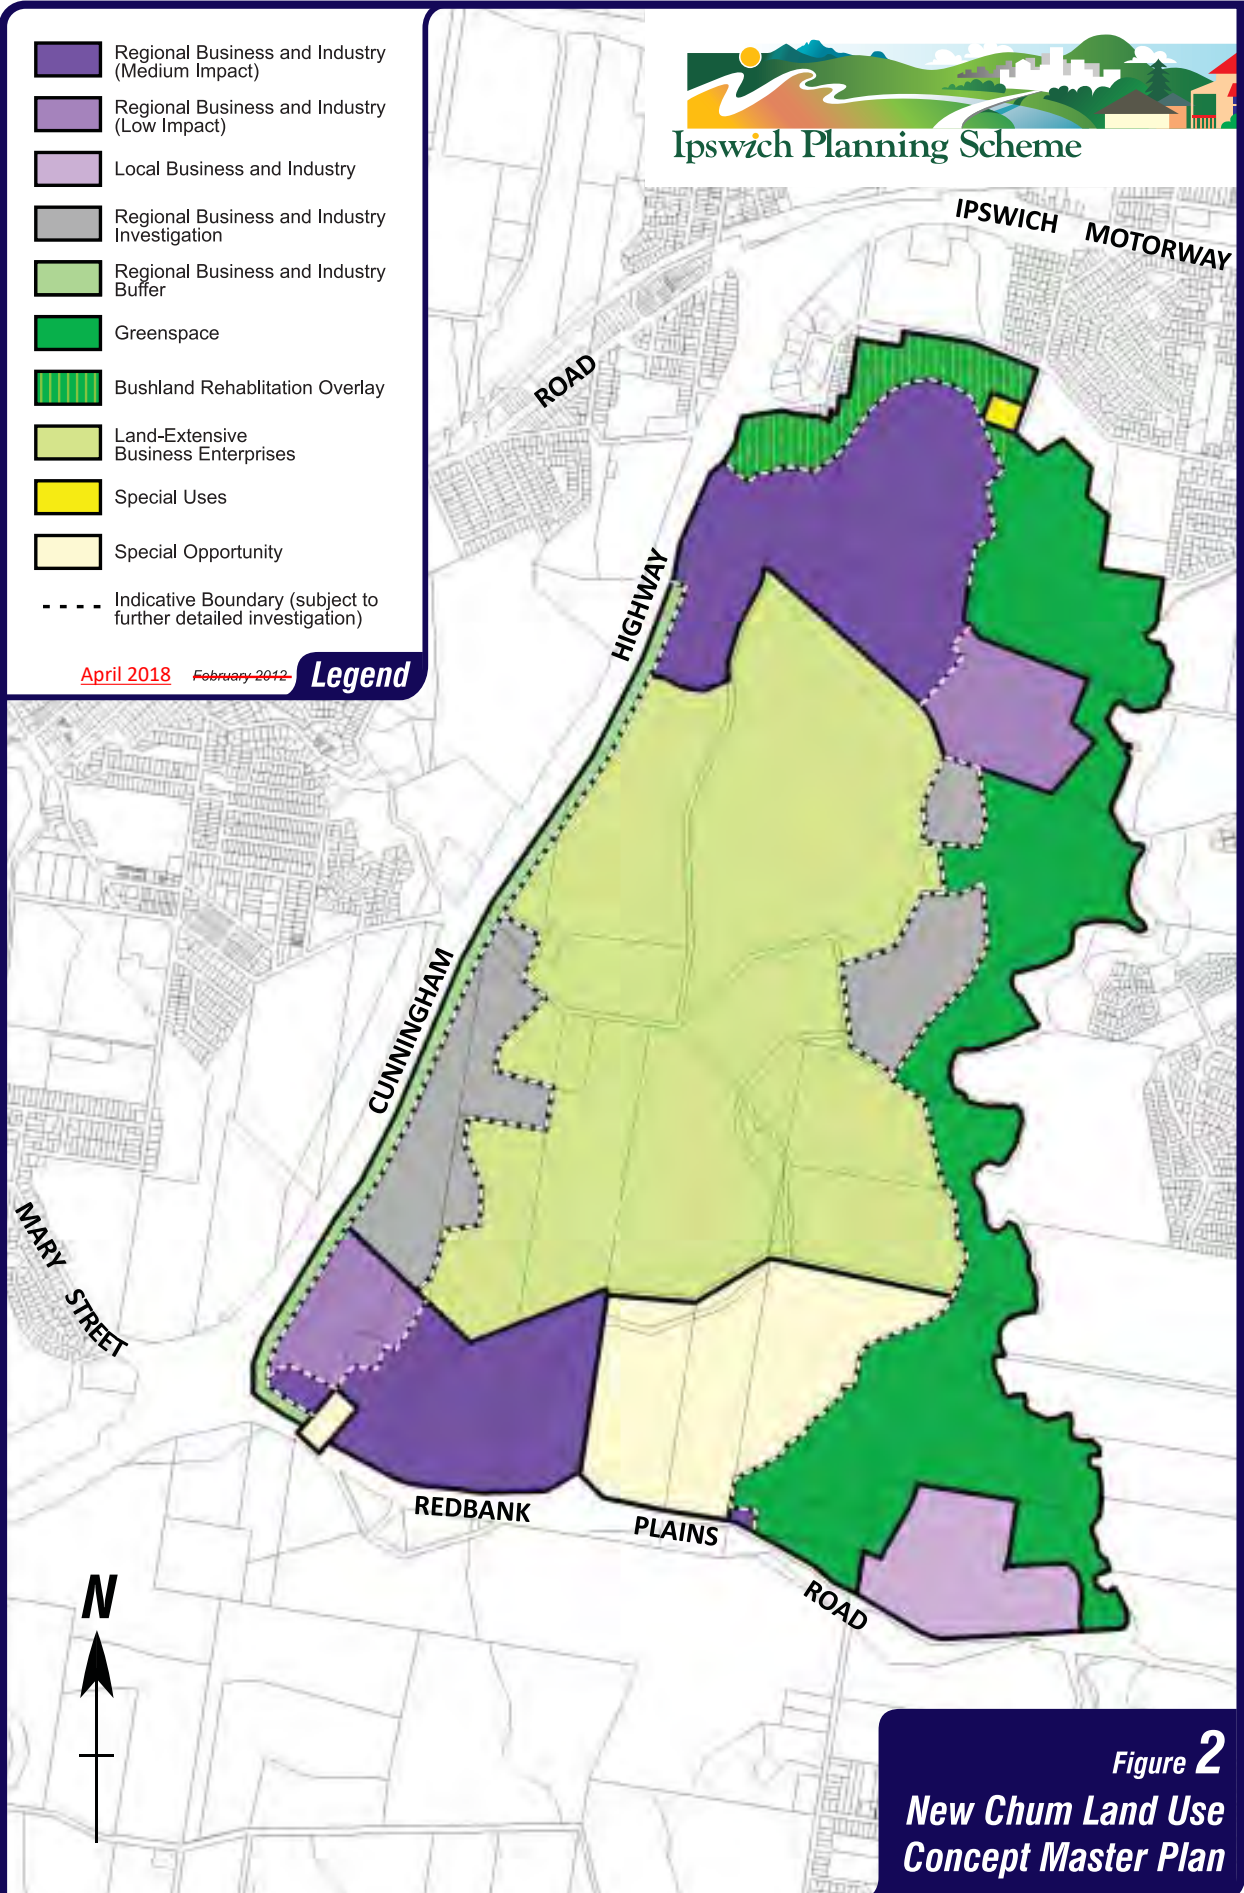 Regional Business and Industry
(Medium Impact)
Regional Business and Industry
(Low Impact)
Local Business and Industry
Regional Business and Industry
Investigation
Regional Business and Industry
Buffer
Greenspace
Bushland Rehablitation Overlay
Land-Extensive
Business Enterprises
Special Uses
Special Opportunity
Indicative Boundary (subject to
further detailed investigation)
April 2018 February 2012 Legend
Ipswich Planning Scheme
IPSWICH MOTORWAY
ROAD
HIGHWAY
CUNNINGHAM
MARY STREET
REDBANK PLAINS ROAD
N
Figure 2
New Chum Land Use
Concept Master Plan